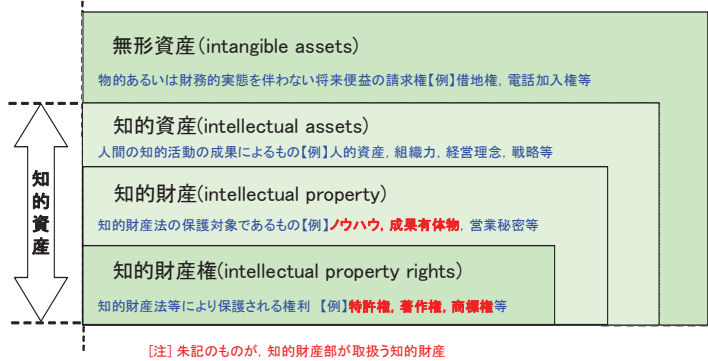 無形資産(intangible assets)
物的あるいは財務的実態を伴わない将来便益の請求権【例】借地権, 電話加入権等
知的資産(intellectual assets)
人間の知的活動の成果によるもの【例】人的資産, 組織力, 経営理念, 戦略等
知的資産
知的財産(intellectual property)
知的財産法の保護対象であるもの【例】ノウハウ, 成果有体物, 営業秘密等
知的財産権(intellectual property rights)
知的財産法等により保護される権利 【例】特許権, 著作権, 商標権等
[注] 朱記のものが, 知的財産部が取扱う知的財産